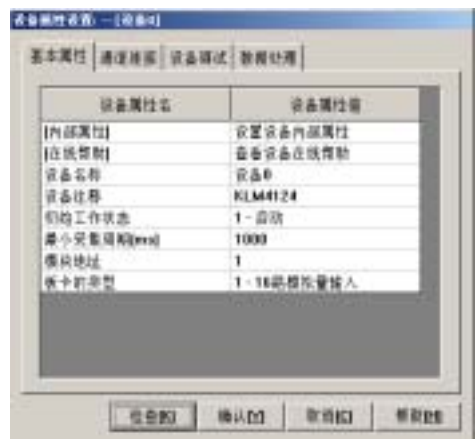 设备属性设置: --[设备0]
基本属性 通道连接 设备调试 数据处理
设备属性名 设备属性值
[内部属性] 设置设备内部属性
[在线帮助] 查看设备在线帮助
设备名称 设备0
设备注释 KLM4124
初始工作状态 1 - 启动
最小采集周期[ms] 1000
模块地址 1
板卡的类型 1 - 16路模拟量输入
检查[K] 确认[Y] 取消[C] 帮助[H]